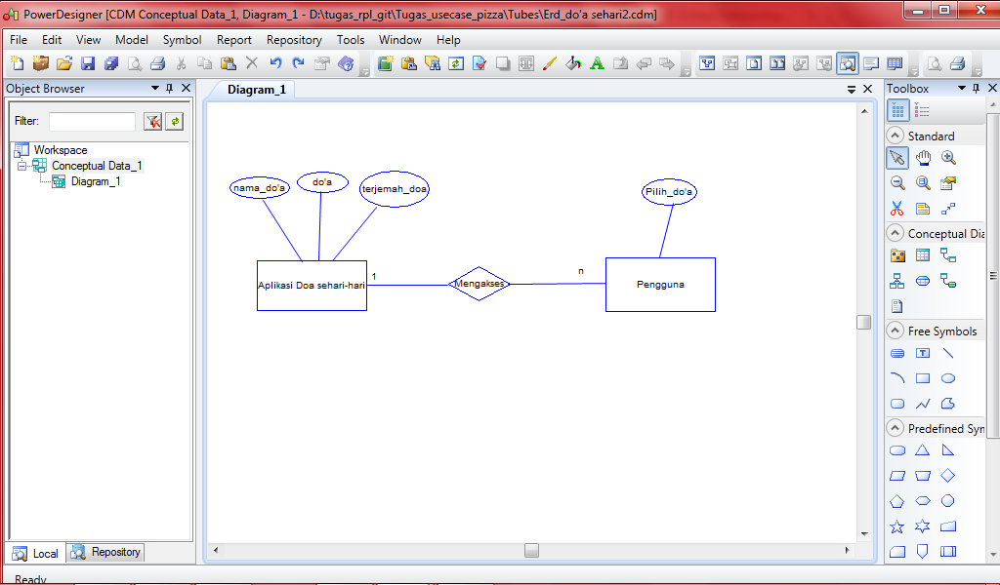 PowerDesigner [CDM Conceptual Data_1, Diagram_1 - D:\tugas_rpl_git\Tugas_usecase_pizza\Tubes\Erd_do'a sehari2.cdm]
File Edit View Model Symbol Report Repository Tools Window Help
Object Browser
Diagram_1
Toolbox
Filter:
Standard
Workspace
Conceptual Data_1
Diagram_1
nama_do'a
do'a
terjemah_doa
Pilih_do'a
Conceptual Dia
Aplikasi Doa sehari-hari
1
Mengakses
n
Pengguna
Free Symbols
Predefined Syn
Local
Repository
Ready